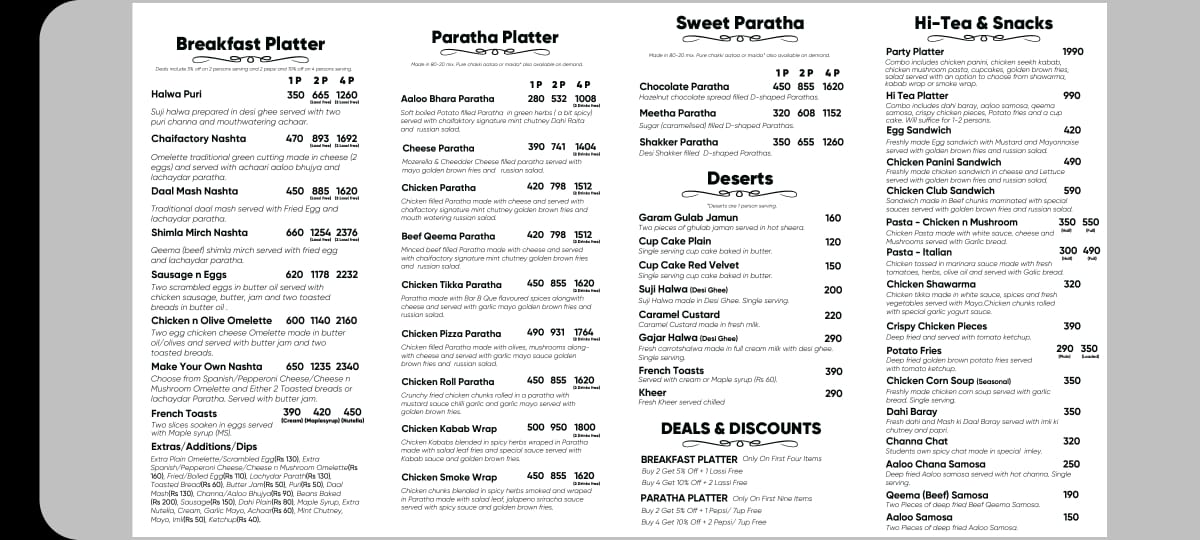 Breakfast Platter
Deals include 5% off on 2 persons serving and 2 pepsi and 10% off on 4 persons serving.
1 P 2 P 4 P
Halwa Puri 350 665 1260
(1 Lassi free) (2 Lassi free)
Suji halwa prepared in desi ghee served with two
puri channa and mouthwatering achaar.
Chaifactory Nashta 470 893 1692
(1 Lassi free) (2 Lassi free)
Omelette traditional green cutting made in cheese (2
eggs) and served with achaari aaloo bhujya and
lachaydar paratha.
Daal Mash Nashta 450 885 1620
(1 Lassi free) (2 Lassi free)
Traditional daal mash served with Fried Egg and
lachaydar paratha.
Shimla Mirch Nashta 660 1254 2376
(1 Lassi free) (2 Lassi free)
Qeema (beef) shimla mirch served with fried egg
and lachaydar paratha.
Sausage n Eggs 620 1178 2232
Two scrambled eggs in butter oil served with
chicken sausage, butter, jam and two toasted
breads in butter oil .
Chicken n Olive Omelette 600 1140 2160
Two egg chicken cheese Omelette made in butter
oil/olives and served with butter jam and two
toasted breads.
Make Your Own Nashta 650 1235 2340
Choose from Spanish/Pepperoni Cheese/Cheese n
Mushroom Omelette and Either 2 Toasted breads or
lachaydar Paratha. Served with butter jam.
French Toasts 390 420 450
(Cream) (Maplesyrup) (Nutella)
Two slices soaken in eggs served
with Maple syrup (MS).
Extras/Additions/Dips
Extra Plain Omelette/Scrambled Egg(Rs 130), Extra
Spanish/Pepperoni Cheese/Cheese n Mushroom Omelette(Rs
160), Fried/Boiled Egg(Rs 110), Lachydar Parath(Rs 130),
Toasted Bread(Rs 60), Butter Jam(Rs 50), Puri(Rs 50), Daal
Mash(Rs 130), Channa/Aaloo Bhujya(Rs 90), Beans Baked
(Rs 200), Sausage(Rs 150), Dahi Plain(Rs 80), Maple Syrup, Extra
Nutella, Cream, Garlic Mayo, Achaar(Rs 60), Mint Chutney,
Mayo, Imli(Rs 50), Ketchup(Rs 40).
Paratha Platter
Made in 80-20 mix. Pure charki aataa or maida* also available on demand.
1 P 2 P 4 P
Aaloo Bhara Paratha 280 532 1008
(2 Drinks free)
Soft boiled Potato filled Paratha in green herbs ( a bit spicy)
served with chaifactory signature mint chutney Dahi Raita
and russian salad.
Cheese Paratha 390 741 1404
(2 Drinks free)
Mozerella & Cheedder Cheese filled paratha served with
mayo golden brown fries and russian salad.
Chicken Paratha 420 798 1512
(2 Drinks free)
Chicken filled Paratha made with cheese and served with
chaifactory signature mint chutney golden brown fries and
mouth watering russian salad.
Beef Qeema Paratha 420 798 1512
(2 Drinks free)
Minced beef filled Paratha made with cheese and served
with chaifactory signature mint chutney golden brown fries
and russian salad.
Chicken Tikka Paratha 450 855 1620
(2 Drinks free)
Paratha made with Bar B Que flavoured spices alongwith
cheese and served with garlic mayo golden brown fries and
russian salad.
Chicken Pizza Paratha 490 931 1764
(2 Drinks free)
Chicken filled Paratha made with olives, mushrooms along-
with cheese and served with garlic mayo sauce golden
brown fries and russian salad.
Chicken Roll Paratha 450 855 1620
(2 Drinks free)
Crunchy fried chicken chunks rolled in a paratha with
mustard sauce chilli garlic and garlic mayo served with
golden brown fries.
Chicken Kabab Wrap 500 950 1800
(2 Drinks free)
Chicken Kababs blended in spicy herbs wraped in Paratha
made with salad leaf fries and special sauce served with
Kabab sauce and golden brown fries.
Chicken Smoke Wrap 450 855 1620
(2 Drinks free)
Chicken chunks blended in spicy herbs smoked and wraped
in Paratha made with salad leaf, jalapeno sriracha sauce
served with spicy sauce and golden brown fries.
Sweet Paratha
Made in 80-20 mix. Pure charki aataa or maida* also available on demand.
1 P 2 P 4 P
Chocolate Paratha 450 855 1620
Hazelnut chocolate spread filled D-shaped Parathas.
Meetha Paratha 320 608 1152
Sugar (caramelised) filled D-shaped Parathas.
Shakker Paratha 350 655 1260
Desi Shakker filled D-shaped Parathas.
Deserts
*Deserts are 1 person serving.
Garam Gulab Jamun 160
Two pieces of ghulab jaman served in hot sheera.
Cup Cake Plain 120
Single serving cup cake baked in butter.
Cup Cake Red Velvet 150
Single serving cup cake baked in butter.
Suji Halwa (Desi Ghee) 200
Suji Halwa made in Desi Ghee. Single serving.
Caramel Custard 220
Caramel Custard made in fresh milk.
Gajar Halwa (Desi Ghee) 290
Fresh carrotshalwa made in full cream milk with desi ghee.
Single serving.
French Toasts 390
Served with cream or Maple syrup (Rs 60).
Kheer 290
Fresh Kheer served chilled
DEALS & DISCOUNTS
BREAKFAST PLATTER Only On First Four Items
Buy 2 Get 5% Off + 1 Lassi Free
Buy 4 Get 10% Off + 2 Lassi Free
PARATHA PLATTER Only On First Nine Items
Buy 2 Get 5% Off + 1 Pepsi/ 7up Free
Buy 4 Get 10% Off + 2 Pepsi/ 7up Free
Hi-Tea & Snacks
Party Platter 1990
Combo includes chicken panini, chicken seekh kabab,
chicken mushroom pasta, cupcakes, golden brown fries,
salad served with an option to choose from shawarma,
kabab wrap or smoke wrap.
Hi Tea Platter 990
Combo includes dahi baray, aaloo samosa, qeema
samosa, crispy chicken pieces, Potato fries and a cup
cake. Will suffice for 1-2 persons.
Egg Sandwich 420
Freshly made Egg sandwich with Mustard and Mayonnaise
served with golden brown fries and russian salad.
Chicken Panini Sandwich 490
Freshly made chicken sandwich in cheese and Lettuce
served with golden brown fries and russian salad.
Chicken Club Sandwich 590
Sandwich made in Beef chunks marinated with special
sauces served with golden brown fries and russian salad.
Pasta - Chicken n Mushroom 350 550
(Half) (Full)
Chicken Pasta made with white sauce, cheese and
Mushrooms served with Garlic bread.
Pasta - Italian 300 490
(Half) (Full)
Chicken tossed in marinara sauce made with fresh
tomatoes, herbs, olive oil and served with Galic bread.
Chicken Shawarma 320
Chicken tikka made in white sauce, spices and fresh
vegetables served with Mayo.Chicken chunks rolled
with special garlic yogurt sauce.
Crispy Chicken Pieces 390
Deep fried and served with tomato ketchup.
Potato Fries 290 350
(Plain) (Loaded)
Deep fried golden brown potato fries served
with tomato ketchup.
Chicken Corn Soup (Seasonal) 350
Freshly made chicken corn soup served with garlic
bread. Single serving.
Dahi Baray 350
Fresh dahi and Mash ki Daal Baray served with imli ki
chutney and papri.
Channa Chat 320
Students own spicy chat made in special imley.
Aaloo Chana Samosa 250
Deep fried Aaloo samosa served with hot channa. Single
serving.
Qeema (Beef) Samosa 190
Two Pieces of deep fried Beef Qeema Samosa.
Aaloo Samosa 150
Two Pieces of deep fried Aaloo Samosa.